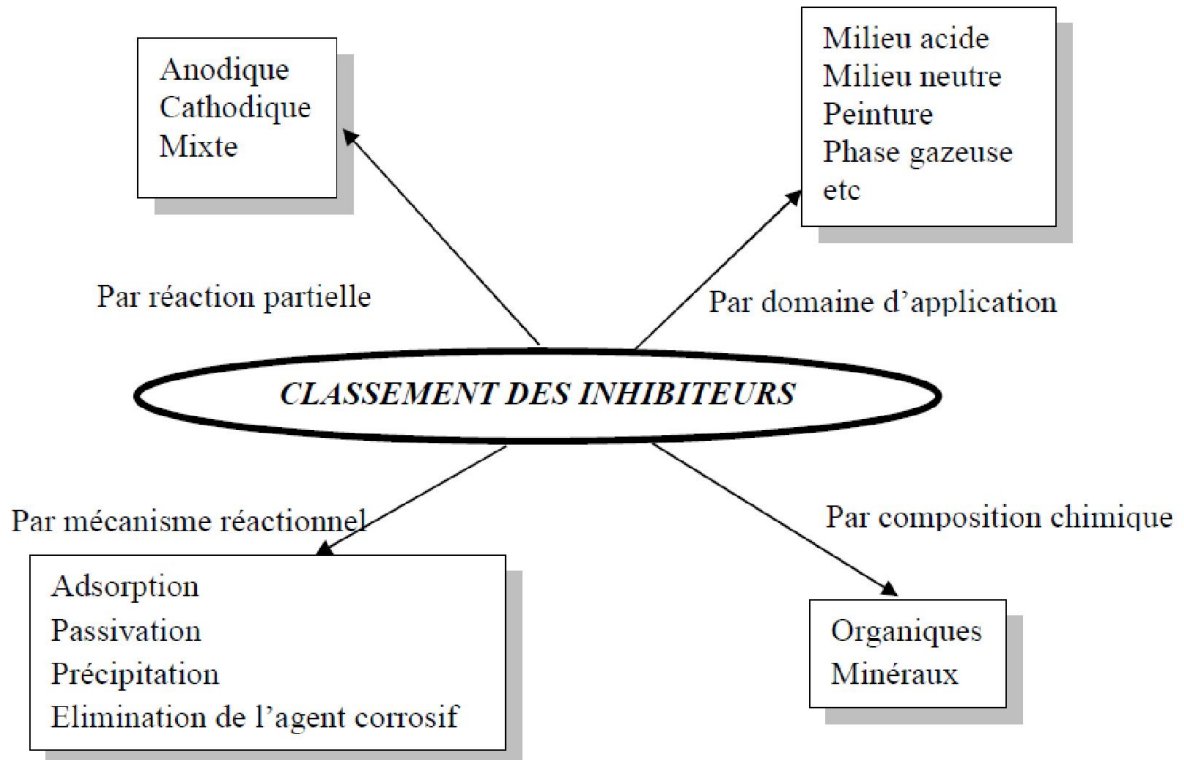 Anodique
Cathodique
Mixte
Milieu acide
Milieu neutre
Peinture
Phase gazeuse
etc
Par réaction partielle
Par domaine d’application
CLASSEMENT DES INHIBITEURS
Par mécanisme réactionnel
Par composition chimique
Adsorption
Passivation
Précipitation
Elimination de l’agent corrosif
Organiques
Minéraux